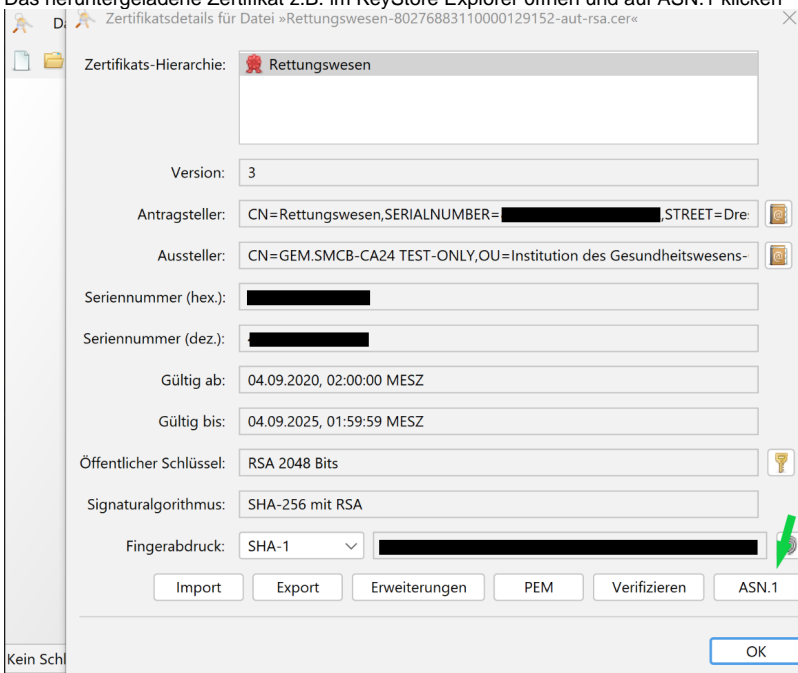 Das heruntergeladene Zertifikat z.B. im KeyStore Explorer öffnen und auf ASN.1 klicken
Zertifikatsdetails für Datei »Rettungswesen-80276883110000129152-aut-rsa.cer«
Zertifikats-Hierarchie: Rettungswesen
Version: 3
Antragsteller: CN=Rettungswesen,SERIALNUMBER= ,STREET=Dre
Aussteller: CN=GEM.SMCB-CA24 TEST-ONLY,OU=Institution des Gesundheitswesens-
Seriennummer (hex.):
Seriennummer (dez.):
Gültig ab: 04.09.2020, 02:00:00 MESZ
Gültig bis: 04.09.2025, 01:59:59 MESZ
Öffentlicher Schlüssel: RSA 2048 Bits
Signaturalgorithmus: SHA-256 mit RSA
Fingerabdruck: SHA-1
Import Export Erweiterungen PEM Verifizieren ASN.1
OK
Kein Schl